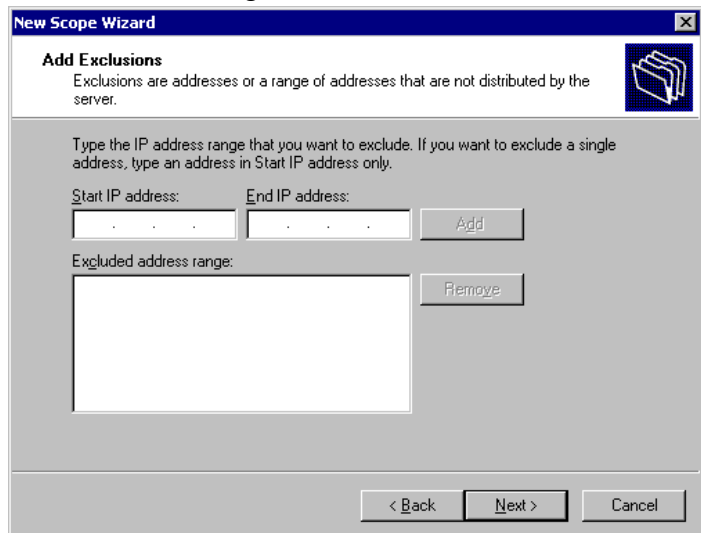 New Scope Wizard
Add Exclusions
Exclusions are addresses or a range of addresses that are not distributed by the
server.
Type the IP address range that you want to exclude. If you want to exclude a single
address, type an address in Start IP address only.
Start IP address: End IP address:
. . . . . . Add
Excluded address range:
Remove
< Back Next > Cancel